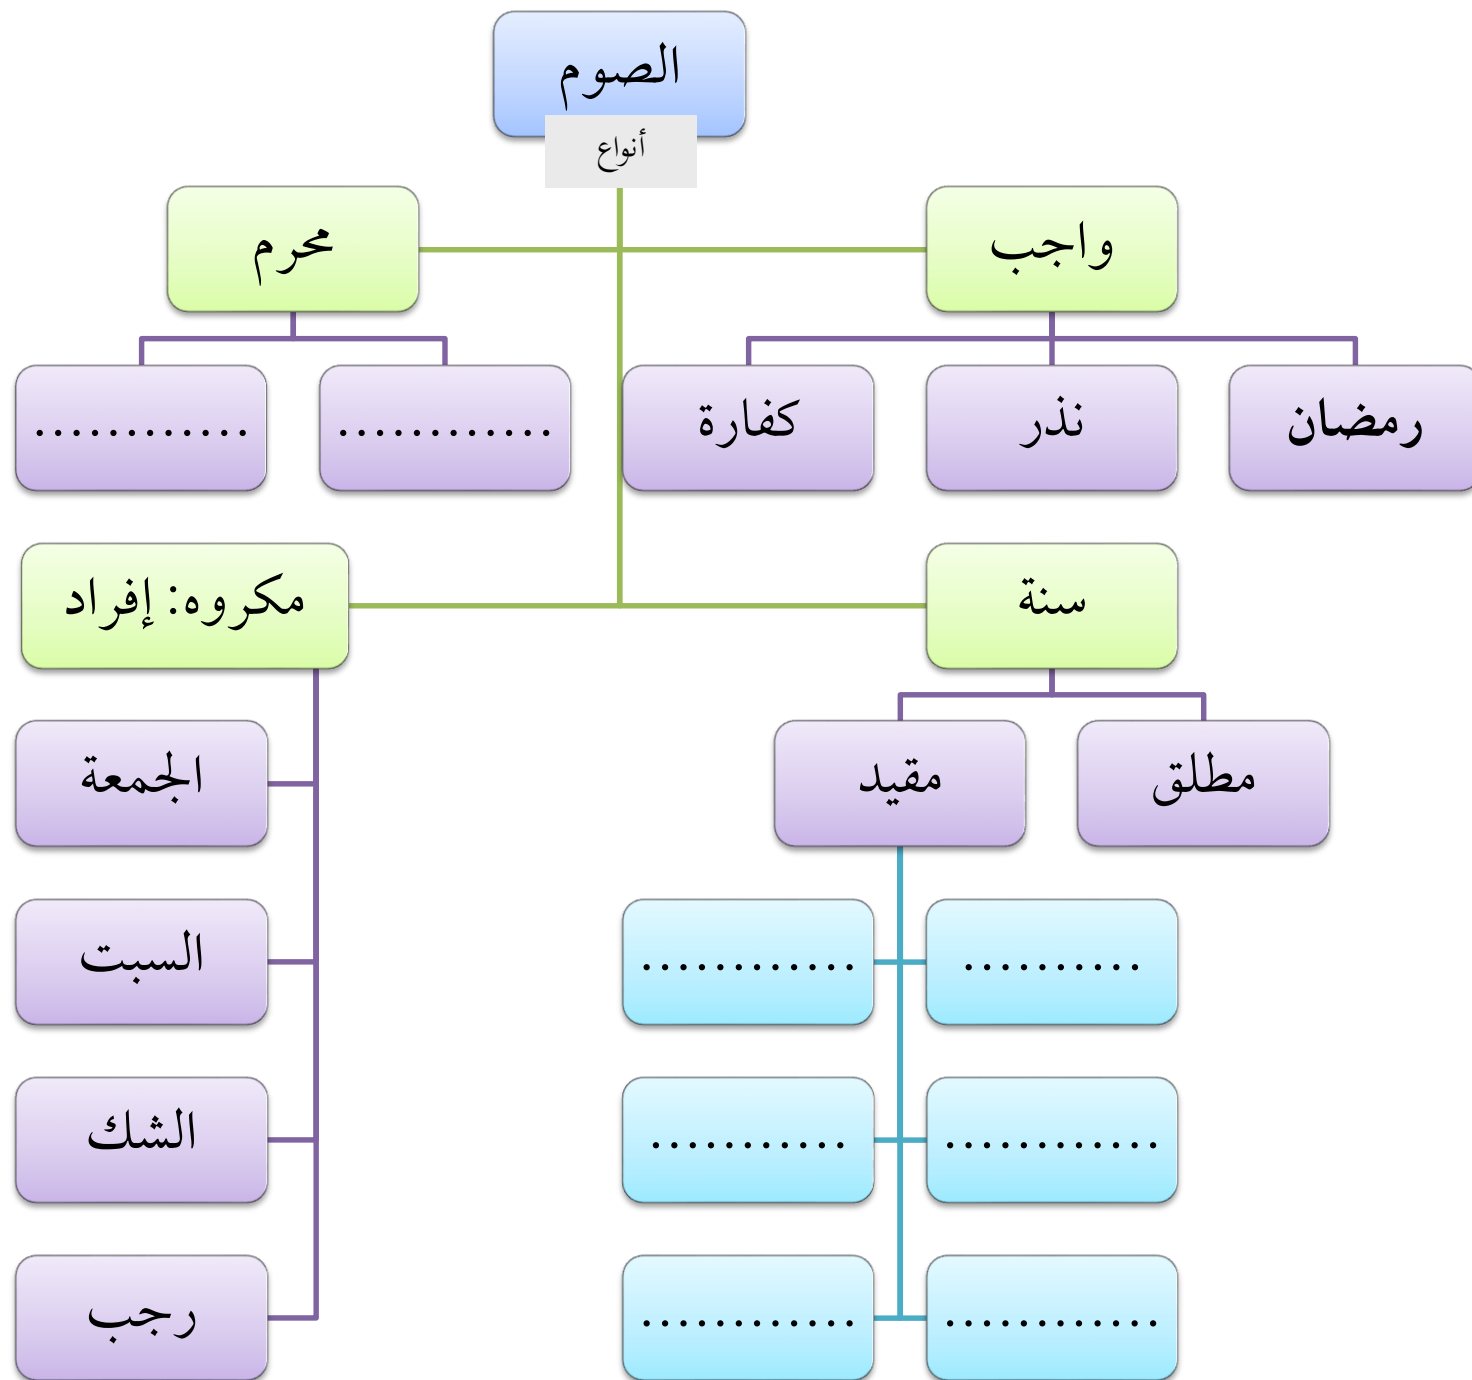 الصوم
أنواع
واجب
محرم
رمضان
نذر
كفارة
............
............
سنة
مكروه: إفراد
مطلق
مقيد
الجمعة
..........
............
السبت
............
...........
الشك
............
............
رجب